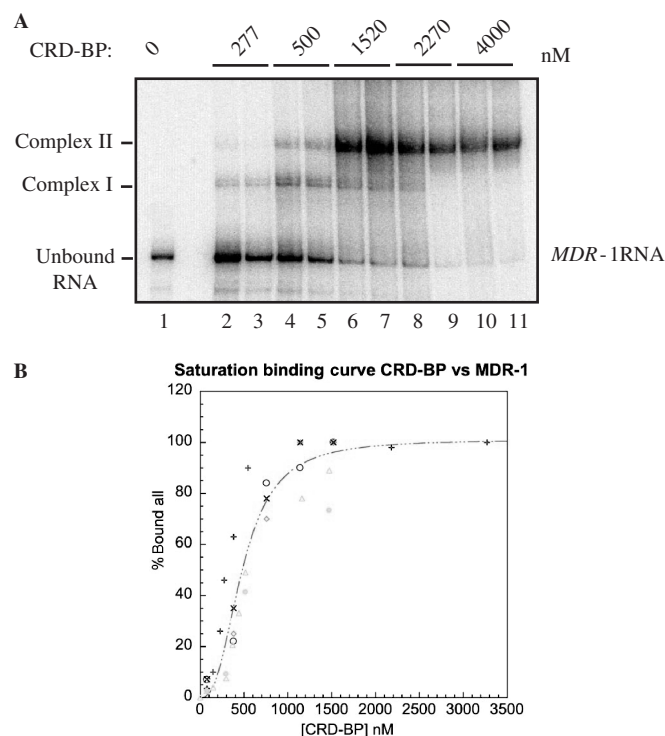 A
CRD-BP: 0 277 500 1520 2270 4000 nM
Complex II
Complex I
Unbound
RNA
MDR-1RNA
1 2 3 4 5 6 7 8 9 10 11
B
Saturation binding curve CRD-BP vs MDR-1
% Bound all
120
100
80
60
40
20
0
0 500 1000 1500 2000 2500 3000 3500
[CRD-BP] nM